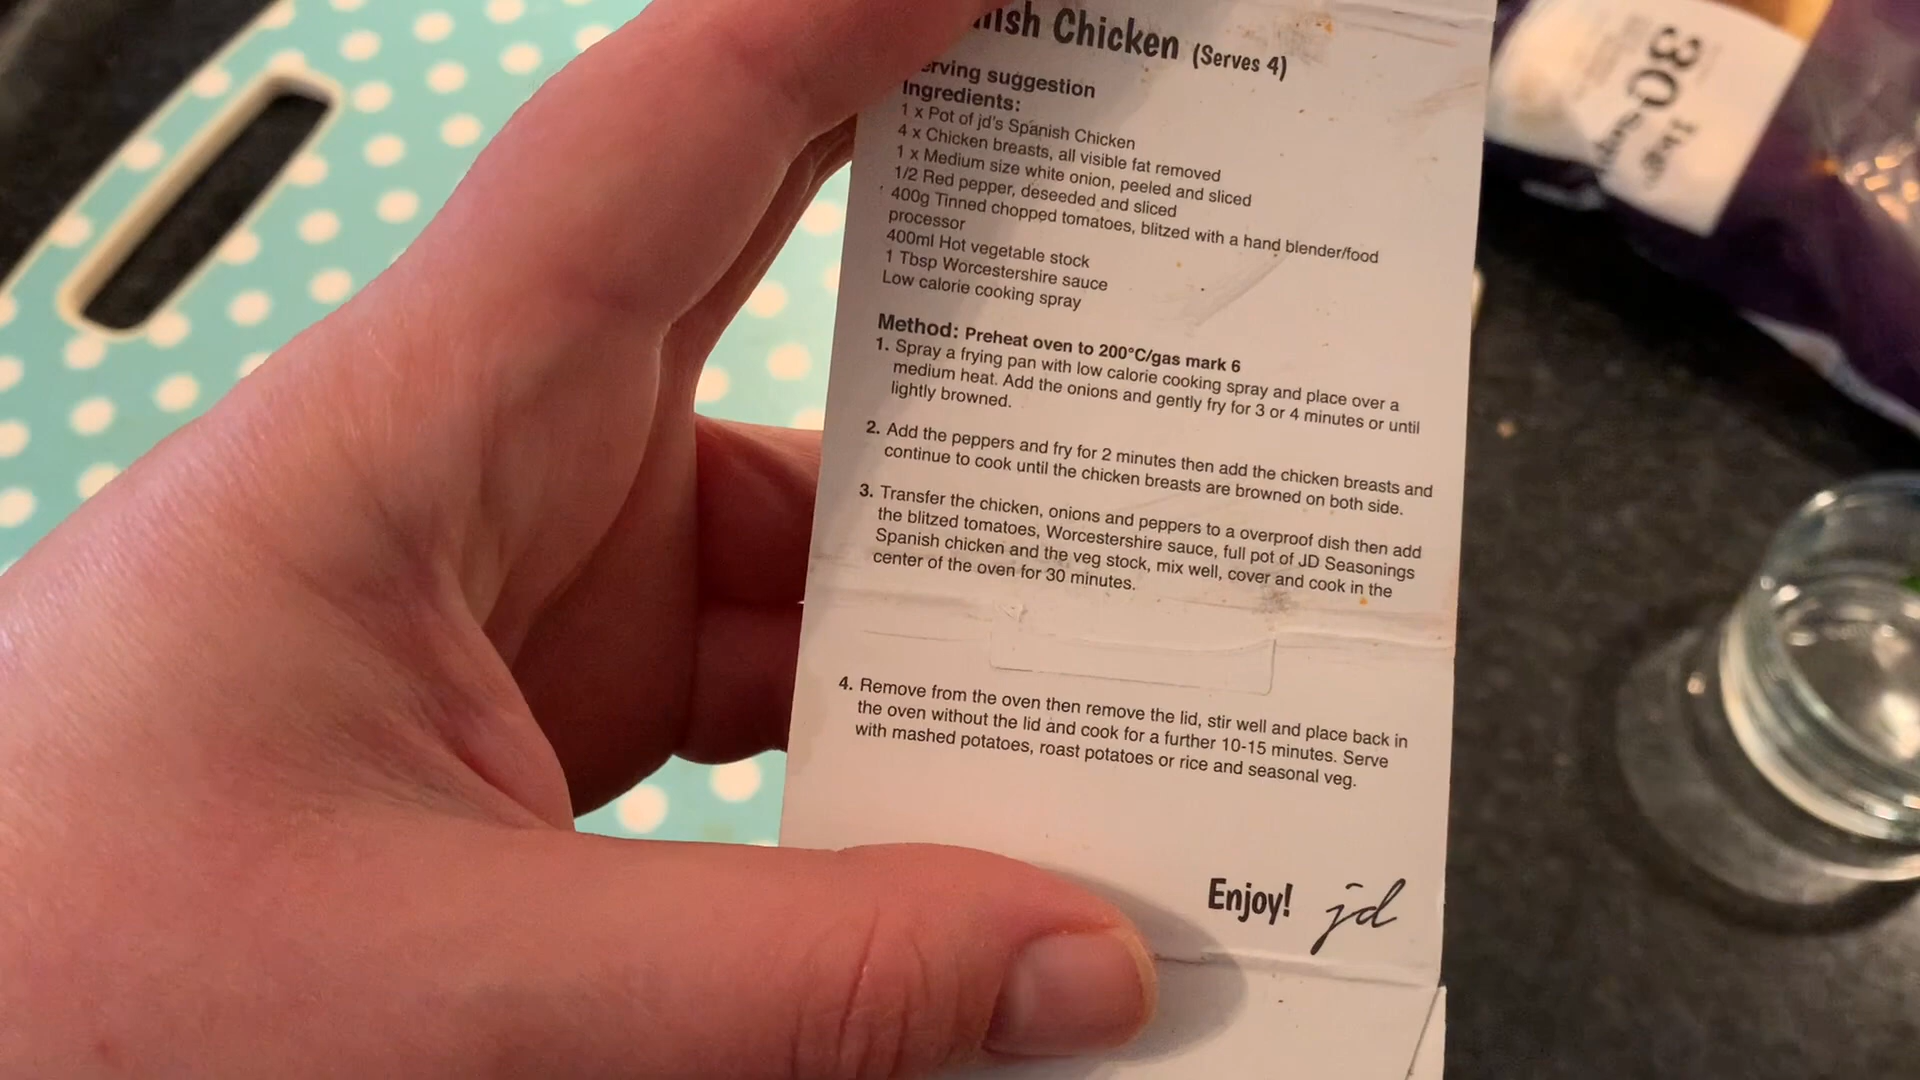 Chicken (Serves 4)
suggestion
Ingredients:
1 x Pot of jd's Spanish Chicken
4 x Chicken breasts, all visible fat removed
1 x Medium size white onion, peeled and sliced
1/2 Red pepper, deseeded and sliced
400g Tinned chopped tomatoes, blitzed with a hand blender/food
processor
400ml Hot vegetable stock
1 Tbsp Worcestershire sauce
Low calorie cooking spray
Method: Preheat oven to 200°C/gas mark 6
1. Spray a frying pan with low calorie cooking spray and place over a
medium heat. Add the onions and gently fry for 3 or 4 minutes or until
lightly browned.
2. Add the peppers and fry for 2 minutes then add the chicken breasts and
continue to cook until the chicken breasts are browned on both side.
3. Transfer the chicken, onions and peppers to a overproof dish then add
the blitzed tomatoes, Worcestershire sauce, full pot of JD Seasonings
Spanish chicken and the veg stock, mix well, cover and cook in the
center of the oven for 30 minutes.
4. Remove from the oven then remove the lid, stir well and place back in
the oven without the lid and cook for a further 10-15 minutes. Serve
with mashed potatoes, roast potatoes or rice and seasonal veg.
Enjoy! jd
30